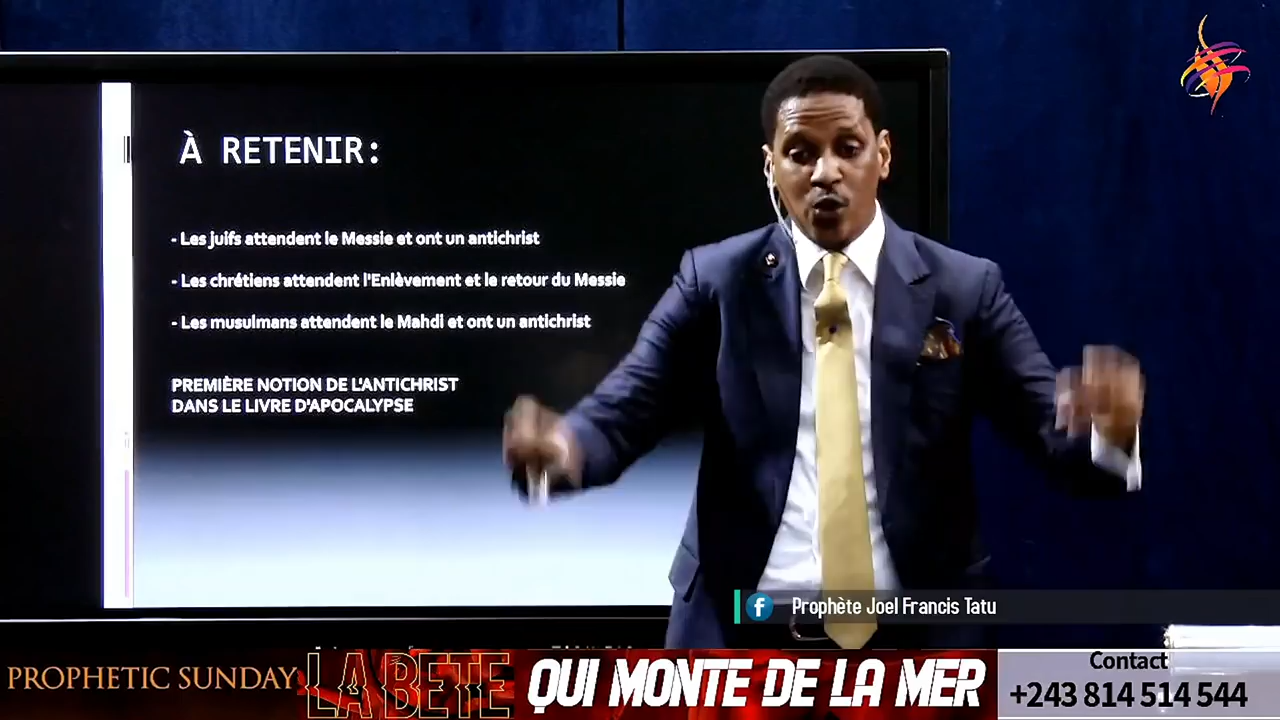 À RETENIR:
- Les juifs attendent le Messie et ont un antichrist
- Les chrétiens attendent l'Enlèvement et le retour du Messie
- Les musulmans attendent le Mahdi et ont un antichrist
PREMIÈRE NOTION DE L'ANTICHRIST
DANS LE LIVRE D'APOCALYPSE
f Prophète Joel Francis Tatu
PROPHETIC SUNDAY LA BETE QUI MONTE DE LA MER
Contact
+243 814 514 544